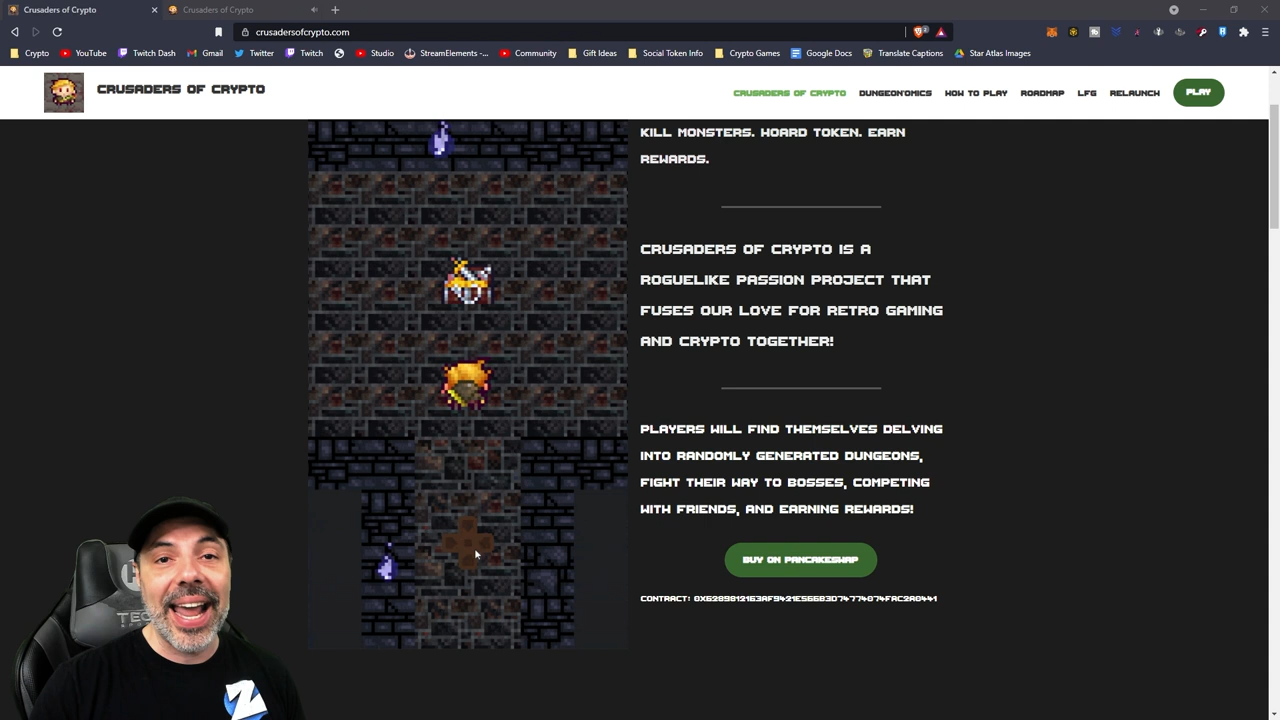 Crusaders of Crypto
Crusaders of Crypto
crusadersofcrypto.com
Crypto
YouTube
Twitch Dash
Gmail
Twitter
Twitch
Studio
StreamElements -...
Community
Gift Ideas
Social Token Info
Crypto Games
Google Docs
Translate Captions
Star Atlas Images
CRUSADERS OF CRYPTO
CRUSADERS OF CRYPTO
DUNGEON'OMICS
HOW TO PLAY
ROADMAP
LFG
RELAUNCH
PLAY
KILL MONSTERS. HOARD TOKEN. EARN
REWARDS.
CRUSADERS OF CRYPTO IS A
ROGUELIKE PASSION PROJECT THAT
FUSES OUR LOVE FOR RETRO GAMING
AND CRYPTO TOGETHER!
PLAYERS WILL FIND THEMSELVES DELVING
INTO RANDOMLY GENERATED DUNGEONS,
FIGHT THEIR WAY TO BOSSES, COMPETING
WITH FRIENDS, AND EARNING REWARDS!
BUY ON PANCAKESWAP
CONTRACT:
TEC
Z